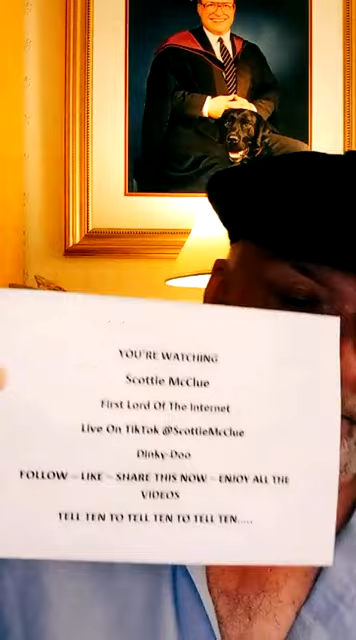 YOU'RE WATCHING
Scottie McClue
First Lord Of The Internet
Live On TikTok @ScottieMcClue
Dinky-Doo
FOLLOW – LIKE – SHARE THIS NOW – ENJOY ALL THE
VIDEOS
TELL TEN TO TELL TEN TO TELL TEN.....